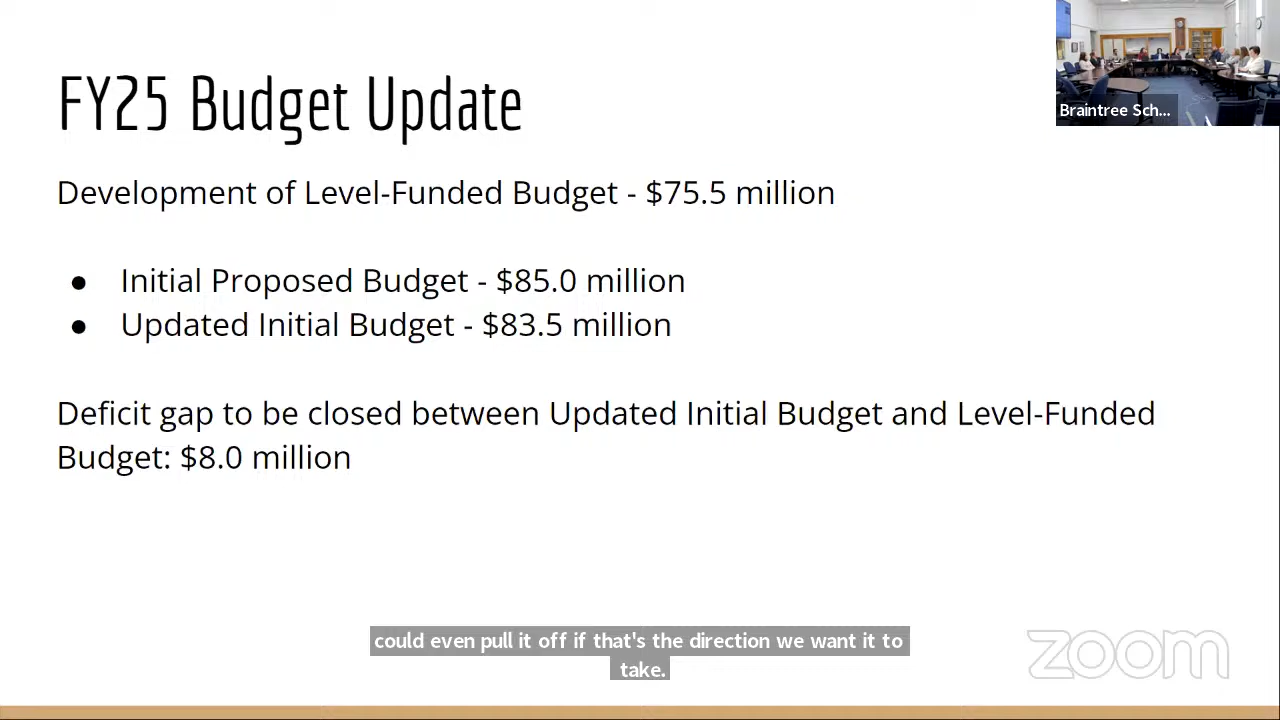 FY25 Budget Update
Braintree Sch...
Development of Level-Funded Budget - $75.5 million
● Initial Proposed Budget - $85.0 million
● Updated Initial Budget - $83.5 million
Deficit gap to be closed between Updated Initial Budget and Level-Funded
Budget: $8.0 million
could even pull it off if that's the direction we want it to
take.
zoom